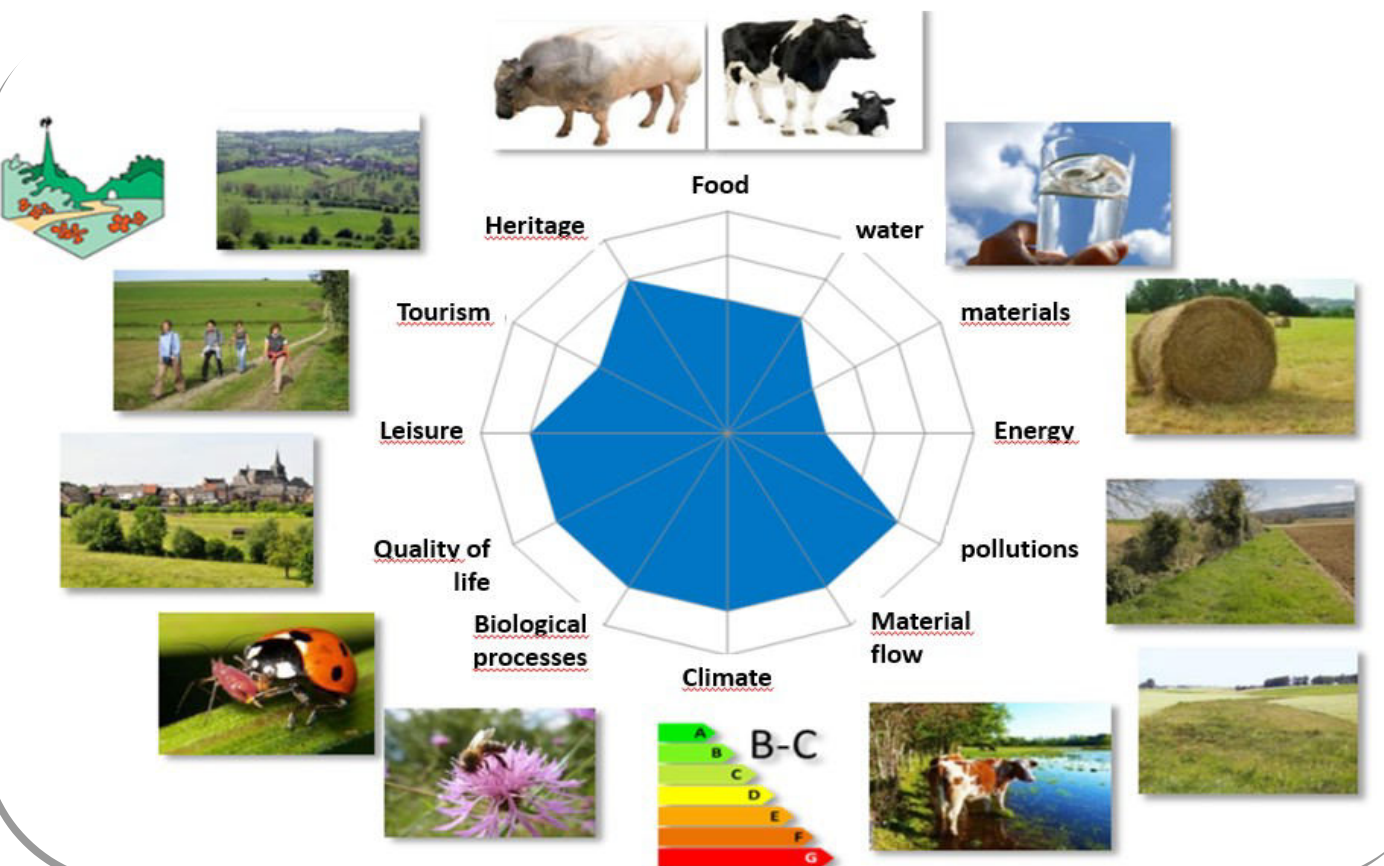 Food
Heritage
water
Tourism
materials
Leisure
Energy
Quality of
life
pollutions
Biological
processes
Material
flow
Climate
A
B
B-C
C
D
E
F
G